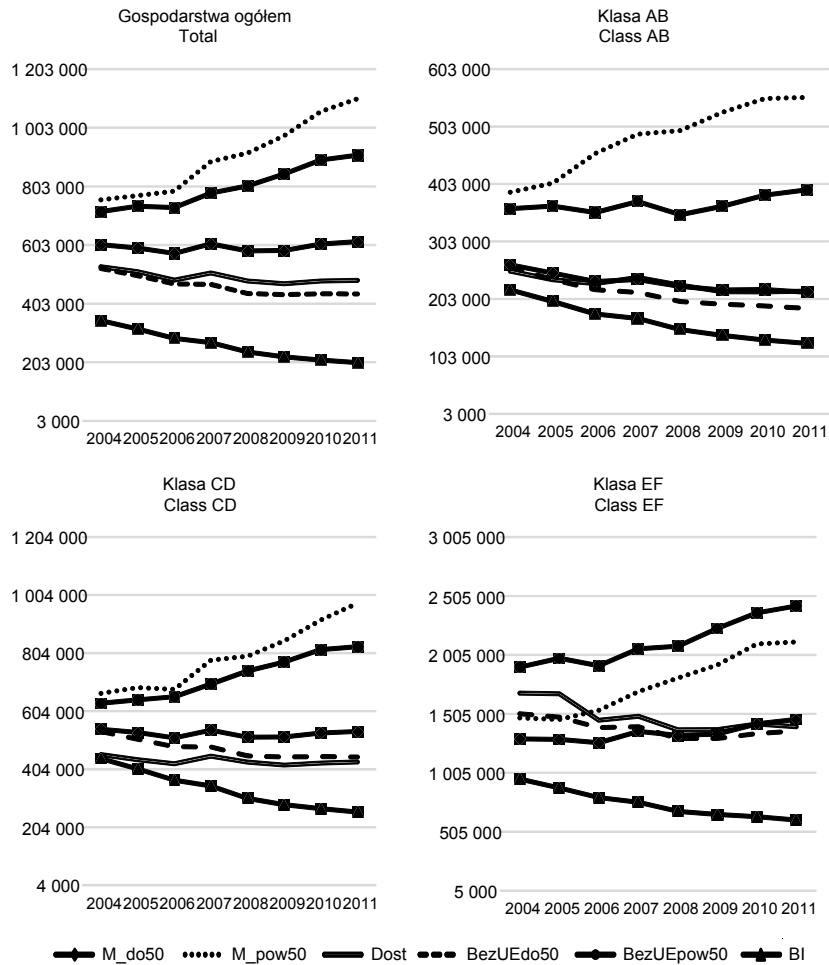 Gospodarstwa ogółem
Total
1 203 000
1 003 000
803 000
603 000
403 000
203 000
3 000
2004 2005 2006 2007 2008 2009 2010 2011
Klasa AB
Class AB
603 000
503 000
403 000
303 000
203 000
103 000
3 000
2004 2005 2006 2007 2008 2009 2010 2011
Klasa CD
Class CD
1 204 000
1 004 000
804 000
604 000
404 000
204 000
4 000
2004 2005 2006 2007 2008 2009 2010 2011
Klasa EF
Class EF
3 005 000
2 505 000
2 005 000
1 505 000
1 005 000
505 000
5 000
2004 2005 2006 2007 2008 2009 2010 2011
M_do50 M_pow50 Dost BezUEdo50 BezUEpow50 BI